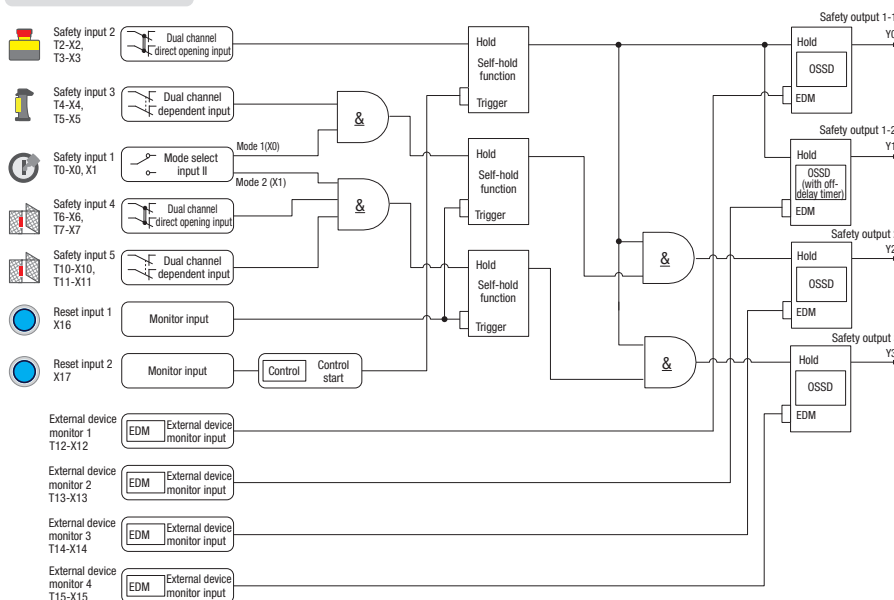 Safety input 2
T2-X2,
T3-X3
Dual channel
direct opening input
Safety input 3
T4-X4,
T5-X5
Dual channel
dependent input
Safety input 1
T0-X0, X1
Mode select
input II
Mode 1(X0)
Mode 2 (X1)
Safety input 4
T6-X6,
T7-X7
Dual channel
direct opening input
Safety input 5
T10-X10,
T11-X11
Dual channel
dependent input
Reset input 1
X16
Monitor input
Reset input 2
X17
Monitor input
Control
Control
start
External device
monitor 1
T12-X12
EDM
External device
monitor input
External device
monitor 2
T13-X13
EDM
External device
monitor input
External device
monitor 3
T14-X14
EDM
External device
monitor input
External device
monitor 4
T15-X15
EDM
External device
monitor input
&
&
Hold
Self-hold
function
Trigger
Hold
Self-hold
function
Trigger
Hold
Self-hold
function
Trigger
&
&
Safety output 1-1
Y0
Hold
OSSD
EDM
Safety output 1-2
Y1
Hold
OSSD
(with off-
delay timer)
EDM
Safety output
Y2
Hold
OSSD
EDM
Safety output
Y3
Hold
OSSD
EDM